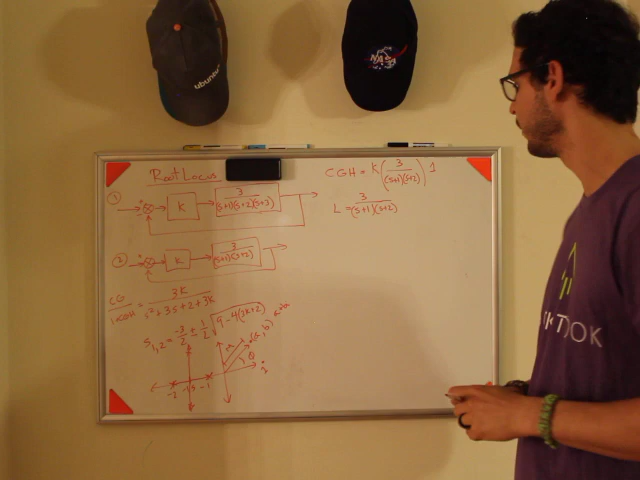 ubuntu
NASA
Root Locus
CGH = K(3/(s+1)(s+2))1
①
K
3/(s+1)(s+2)(s+3)
L = 3/(s+1)(s+2)
②
K
3/(s+1)(s+2)
CG/1+CGH = 3K/s²+3s+2+3K
S1,2 = -3/2 ± 1/2 √9-4(3K+2)
-2 -1.5 -1
θ